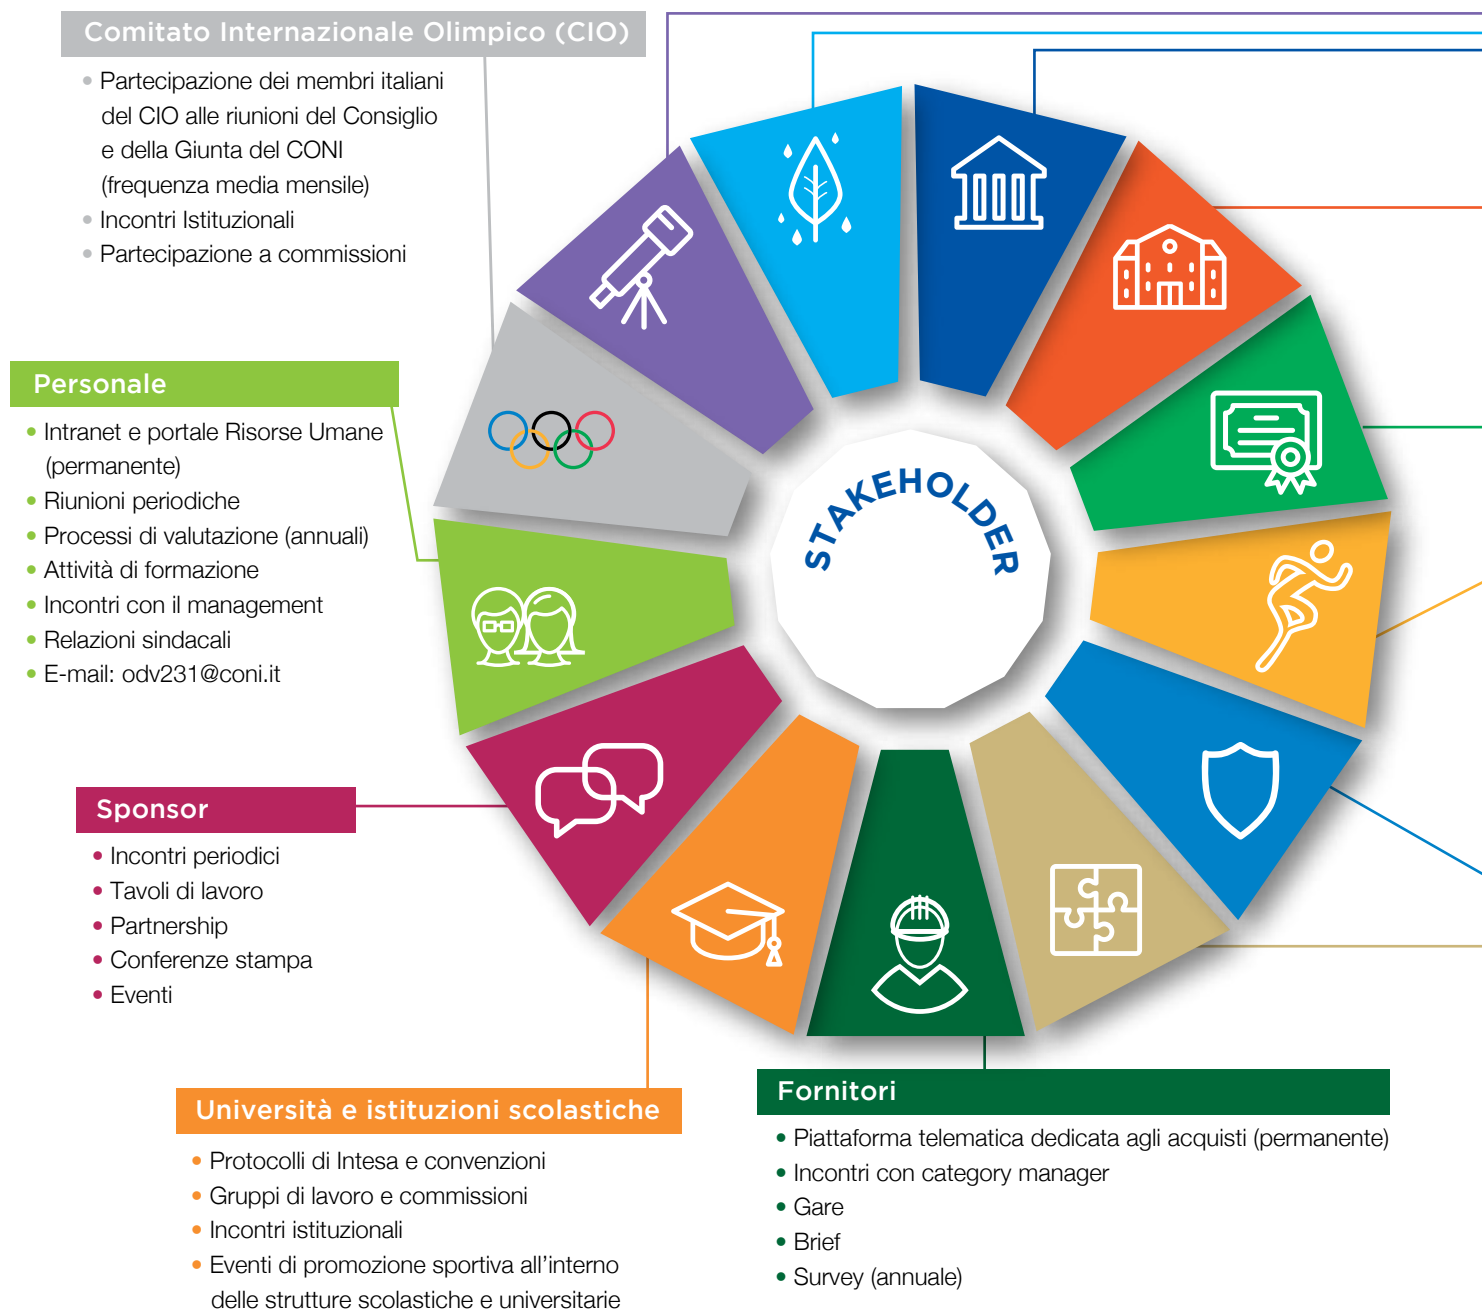 Comitato Internazionale Olimpico (CIO)
• Partecipazione dei membri italiani
del CIO alle riunioni del Consiglio
e della Giunta del CONI
(frequenza media mensile)
• Incontri Istituzionali
• Partecipazione a commissioni
Personale
• Intranet e portale Risorse Umane
(permanente)
• Riunioni periodiche
• Processi di valutazione (annuali)
• Attività di formazione
• Incontri con il management
• Relazioni sindacali
• E-mail: odv231@coni.it
STAKEHOLDER
Sponsor
• Incontri periodici
• Tavoli di lavoro
• Partnership
• Conferenze stampa
• Eventi
Università e istituzioni scolastiche
• Protocolli di Intesa e convenzioni
• Gruppi di lavoro e commissioni
• Incontri istituzionali
• Eventi di promozione sportiva all'interno
delle strutture scolastiche e universitarie
Fornitori
• Piattaforma telematica dedicata agli acquisti (permanente)
• Incontri con category manager
• Gare
• Brief
• Survey (annuale)